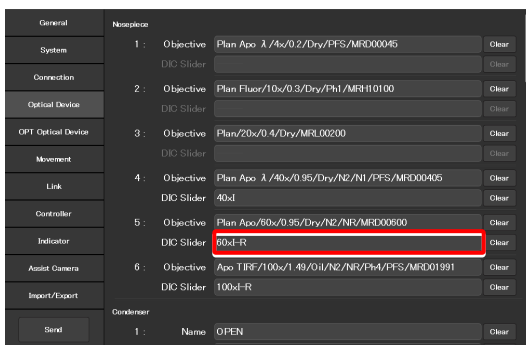 General
System
Connection
Optical Device
OPT Optical Device
Movement
Link
Controller
Indicator
Assist Camera
Import/Export
Send
Nosepiece
1 : Objective Plan Apo λ/4x/0.2/Dry/PFS/MRD00045 Clear
DIC Slider Clear
2 : Objective Plan Fluor/10x/0.3/Dry/Ph1/MRH10100 Clear
DIC Slider Clear
3 : Objective Plan/20x/0.4/Dry/MRL00200 Clear
DIC Slider Clear
4 : Objective Plan Apo λ/40x/0.95/Dry/N2/N1/PFS/MRD00405 Clear
DIC Slider 40xI Clear
5 : Objective Plan Apo/60x/0.95/Dry/N2/NR/MRD00600 Clear
DIC Slider 60xI-R Clear
6 : Objective Apo TIRF/100x/1.49/Oil/N2/NR/Ph4/PFS/MRD01991 Clear
DIC Slider 100xI-R Clear
Condenser
1 : Name OPEN Clear